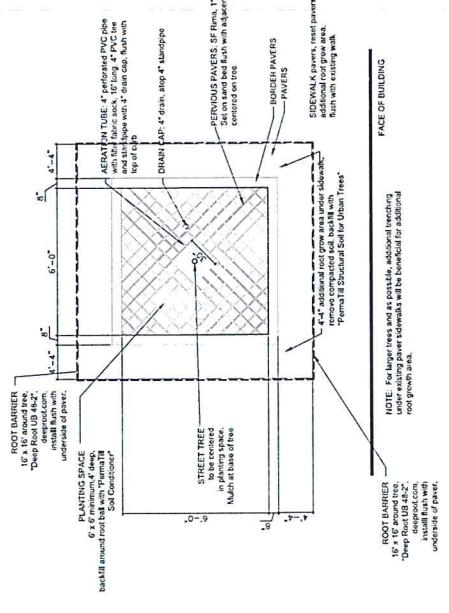 ROOT BARRIER
16' x 16' around tree,
"Deep Root UB 48-2",
deeproot.com,
install flush with
underside of paver.
PLANTING SPACE
6' x 6' minimum,4' deep,
backfill around root ball with "PermaTill
Soil Conditioner"
STREET TREE
to be centered
in planting space.
Mulch at base of tree
4'-4"
8"
6'-0"
8"
4'-4"
AERATION TUBE: 4" perforated PVC pipe
with filter fabric sock, 16' long, 4" PVC tee
and standpipe with 4" drain cap, flush with
top of curb
DRAIN CAP: 4" drain, atop 4" standpipe
PERVIOUS PAVERS: SF Rima, 1"
Set on sand bed flush with adjacen
centered on tree
BORDER PAVERS
PAVERS
SIDEWALK pavers, reset pavers
additional root grow area.
flush with existing walk
6'-0"
8"
4'-4"
4'-4" additional root grow area under sidewalk,
remove compacted soil, backfill with
"PermaTill Structural Soil for Urban Trees"
ROOT BARRIER
16' x 16' around tree,
"Deep Root UB 48-2",
deeproot.com,
install flush with
underside of paver.
NOTE: For larger trees and as possible, additional trenching
under existing paver sidewalks will be beneficial for additional
root growth area.
FACE OF BUILDING